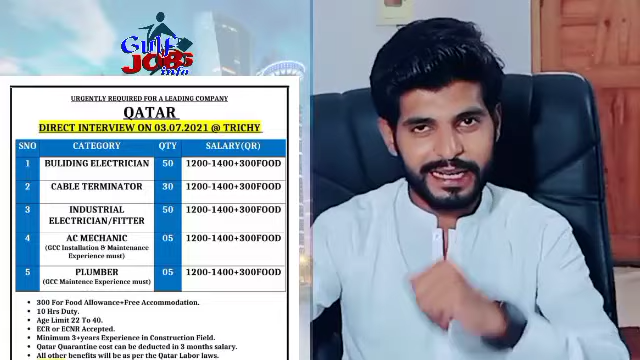 Gulf
JOBS
info
URGENTLY REQUIRED FOR A LEADING COMPANY
QATAR
DIRECT INTERVIEW ON 03.07.2021 @ TRICHY
SNO CATEGORY QTY SALARY(QR)
1 BULIDING ELECTRICIAN 50 1200-1400+300FOOD
2 CABLE TERMINATOR 30 1200-1400+300FOOD
3 INDUSTRIAL ELECTRICIAN/FITTER 50 1200-1400+300FOOD
4 AC MECHANIC 05 1200-1400+300FOOD
(GCC Installation & Maintenance
Experience must)
5 PLUMBER 05 1200-1400+300FOOD
(GCC Maintence Experience must)
• 300 For Food Allowance+Free Accommodation.
• 10 Hrs Duty.
• Age Limit 22 To 40.
• ECR or ECNR Accepted.
• Minimum 3+years Experience in Construction Field.
• Qatar Quarantine cost can be deducted in 3 months salary.
• All other benefits will be as per the Qatar Labor laws.